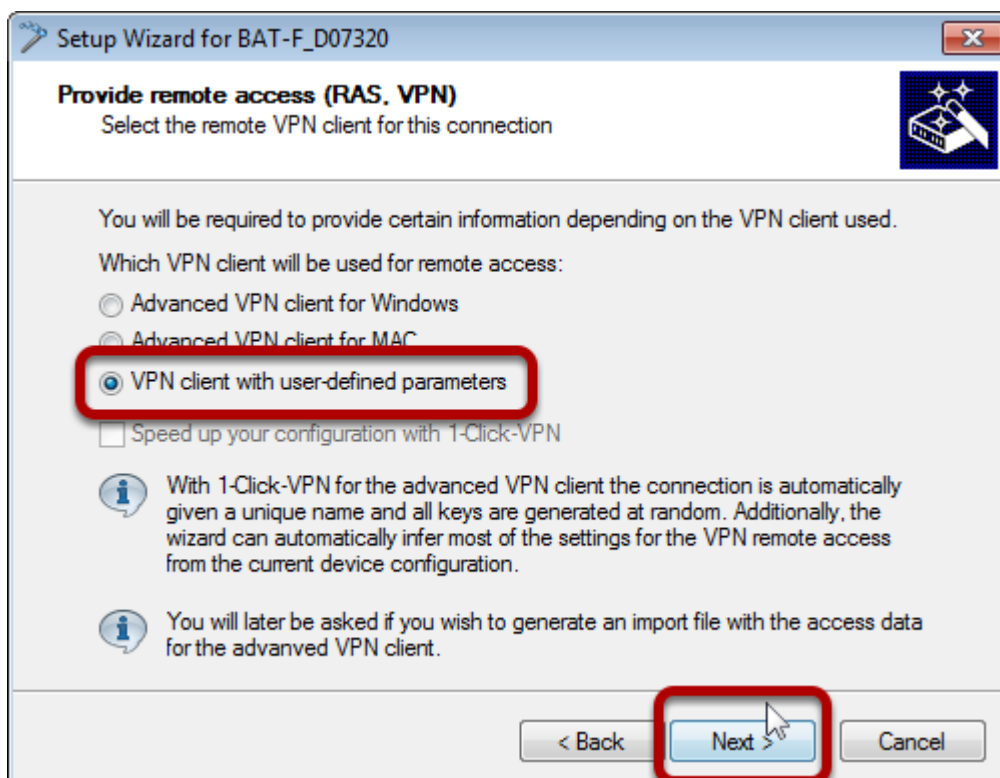 Setup Wizard for BAT-F_D07320
Provide remote access (RAS, VPN)
Select the remote VPN client for this connection
You will be required to provide certain information depending on the VPN client used.
Which VPN client will be used for remote access:
Advanced VPN client for Windows
Advanced VPN client for MAC
VPN client with user-defined parameters
Speed up your configuration with 1-Click-VPN
With 1-Click-VPN for the advanced VPN client the connection is automatically
given a unique name and all keys are generated at random. Additionally, the
wizard can automatically infer most of the settings for the VPN remote access
from the current device configuration.
You will later be asked if you wish to generate an import file with the access data
for the advanved VPN client.
< Back Next > Cancel